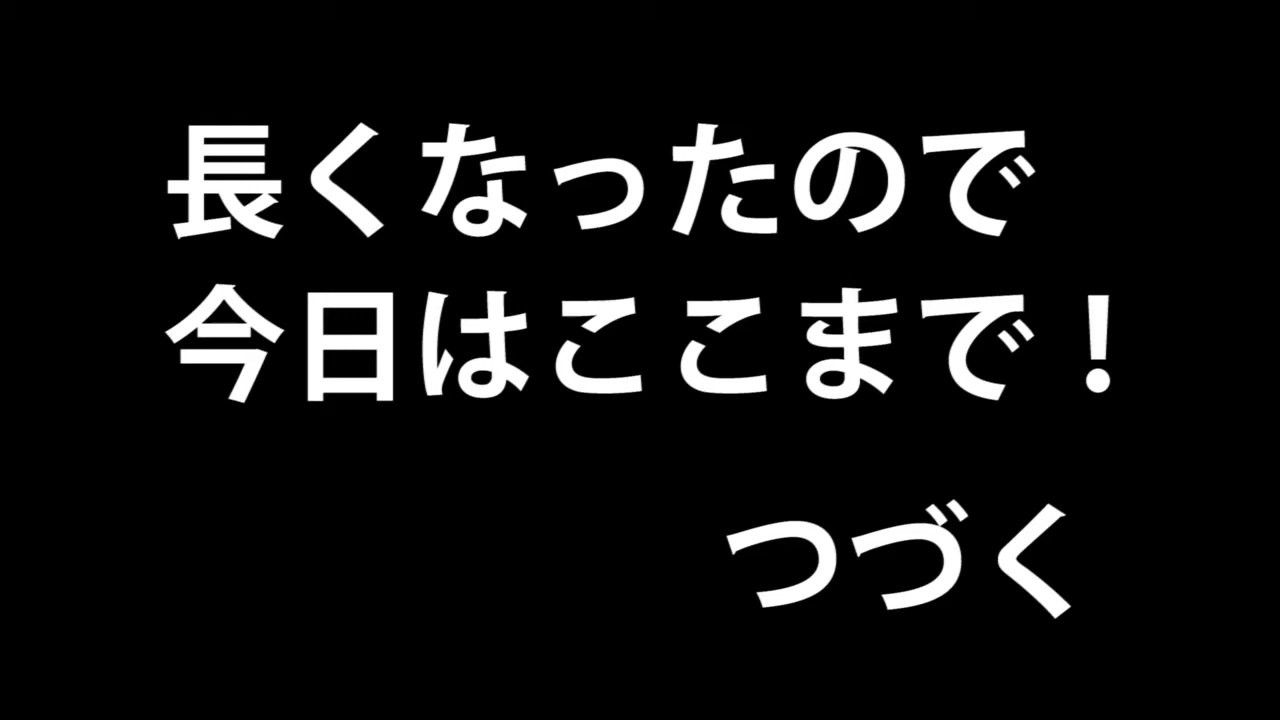 長くなったので
今日はここまで！
つづく